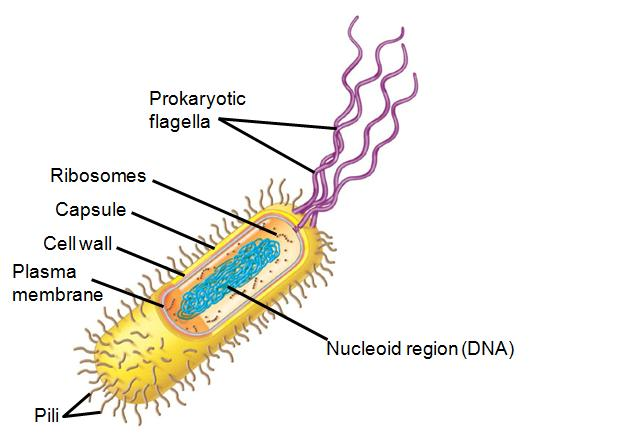 Prokaryotic
flagella
Ribosomes
Capsule
Cell wall
Plasma
membrane
Nucleoid region (DNA)
Pili